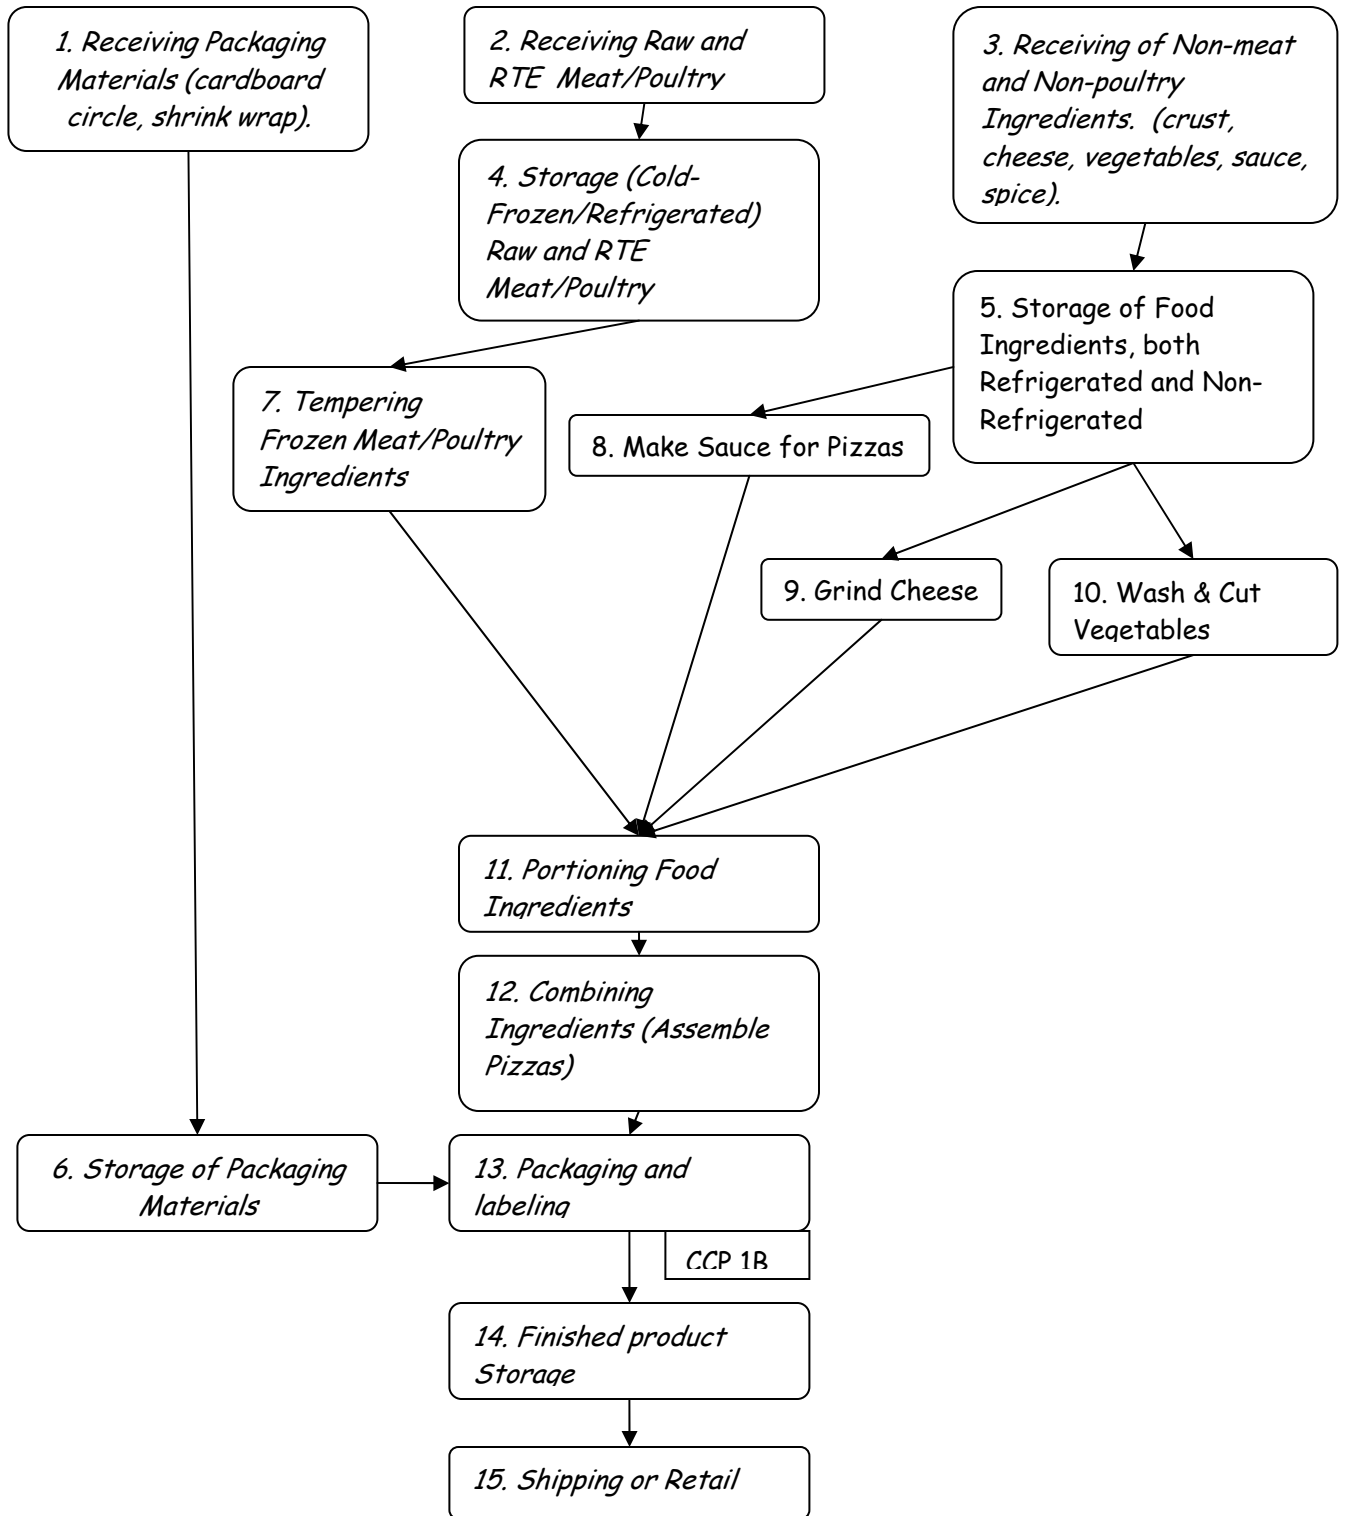 1. Receiving Packaging
Materials (cardboard
circle, shrink wrap).
2. Receiving Raw and
RTE Meat/Poultry
3. Receiving of Non-meat
and Non-poultry
Ingredients. (crust,
cheese, vegetables, sauce,
spice).
4. Storage (Cold-
Frozen/Refrigerated)
Raw and RTE
Meat/Poultry
5. Storage of Food
Ingredients, both
Refrigerated and Non-
Refrigerated
7. Tempering
Frozen Meat/Poultry
Ingredients
8. Make Sauce for Pizzas
9. Grind Cheese
10. Wash & Cut
Vegetables
11. Portioning Food
Ingredients
12. Combining
Ingredients (Assemble
Pizzas)
6. Storage of Packaging
Materials
13. Packaging and
labeling
CCP 1B
14. Finished product
Storage
15. Shipping or Retail